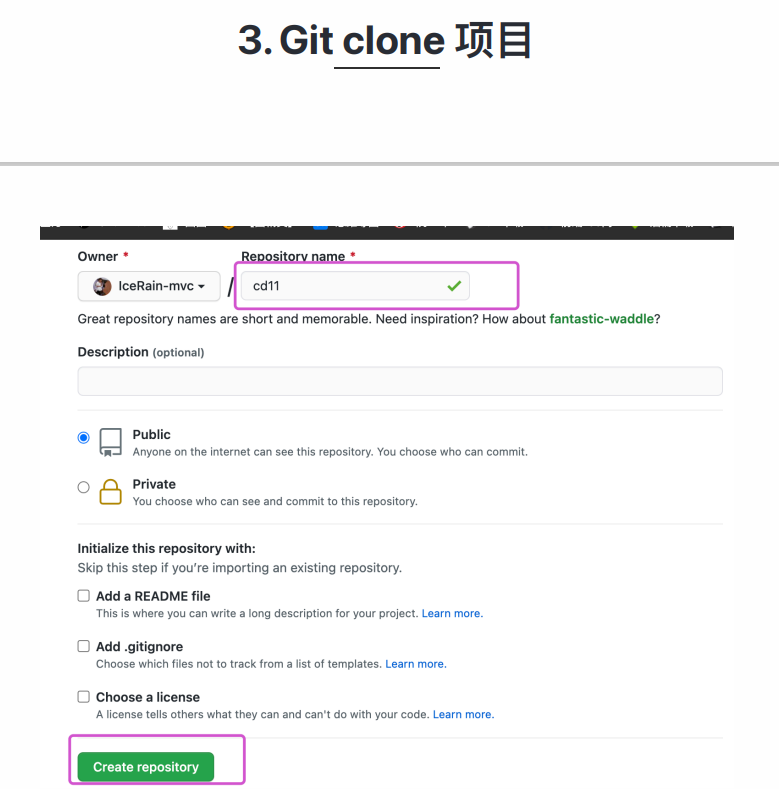 3. Git clone 项目
Owner * Repository name *
IceRain-mvc / cd11
Great repository names are short and memorable. Need inspiration? How about fantastic-waddle?
Description (optional)
Public
Anyone on the internet can see this repository. You choose who can commit.
Private
You choose who can see and commit to this repository.
Initialize this repository with:
Skip this step if you're importing an existing repository.
Add a README file
This is where you can write a long description for your project. Learn more.
Add .gitignore
Choose which files not to track from a list of templates. Learn more.
Choose a license
A license tells others what they can and can't do with your code. Learn more.
Create repository